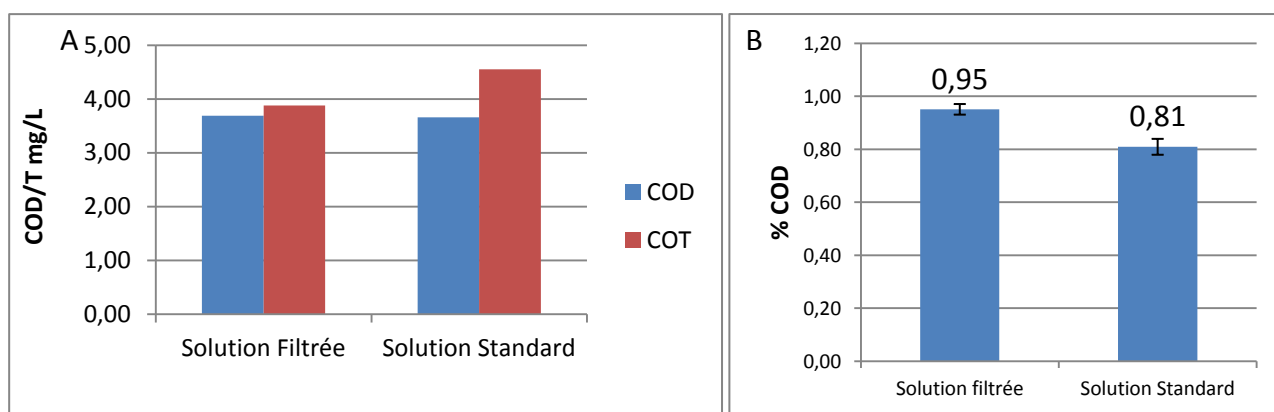 A
5,00
4,00
3,00
2,00
1,00
0,00
COD/T mg/L
Solution Filtrée
Solution Standard
COD
COT
B
1,20
1,00
0,80
0,60
0,40
0,20
0,00
% COD
0,95
0,81
Solution filtrée
Solution Standard